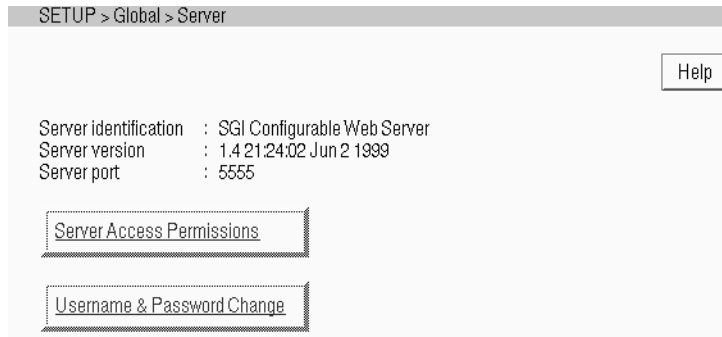 SETUP > Global > Server
Help
Server identification : SGI Configurable Web Server
Server version : 1.4 21:24:02 Jun 2 1999
Server port : 5555
Server Access Permissions
Username & Password Change